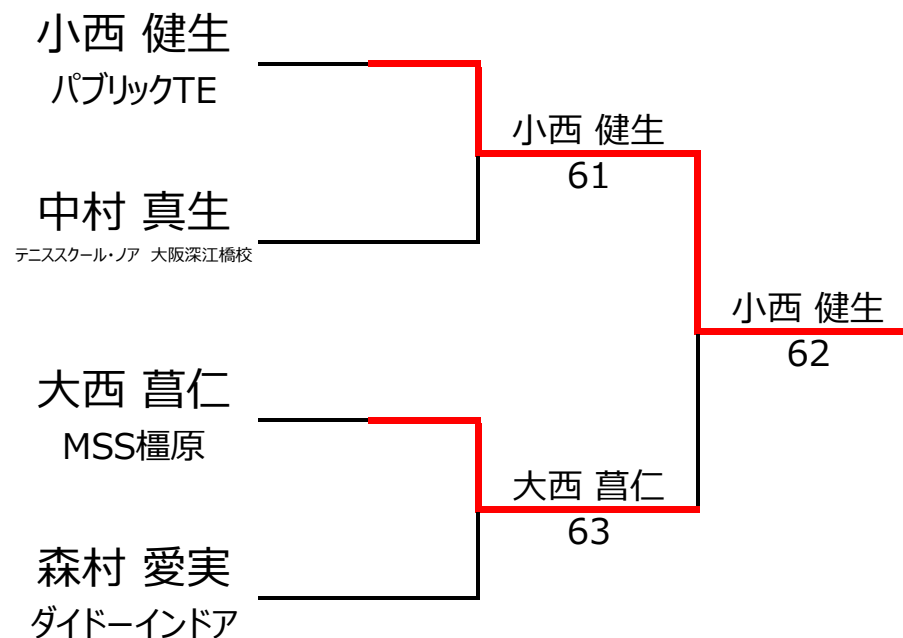 小西 健生
パブリックTE
小西 健生
61
中村 真生
テニススクール・ノア 大阪深江橋校
小西 健生
62
大西 菖仁
MSS橿原
大西 菖仁
63
森村 愛実
ダイドーインドア